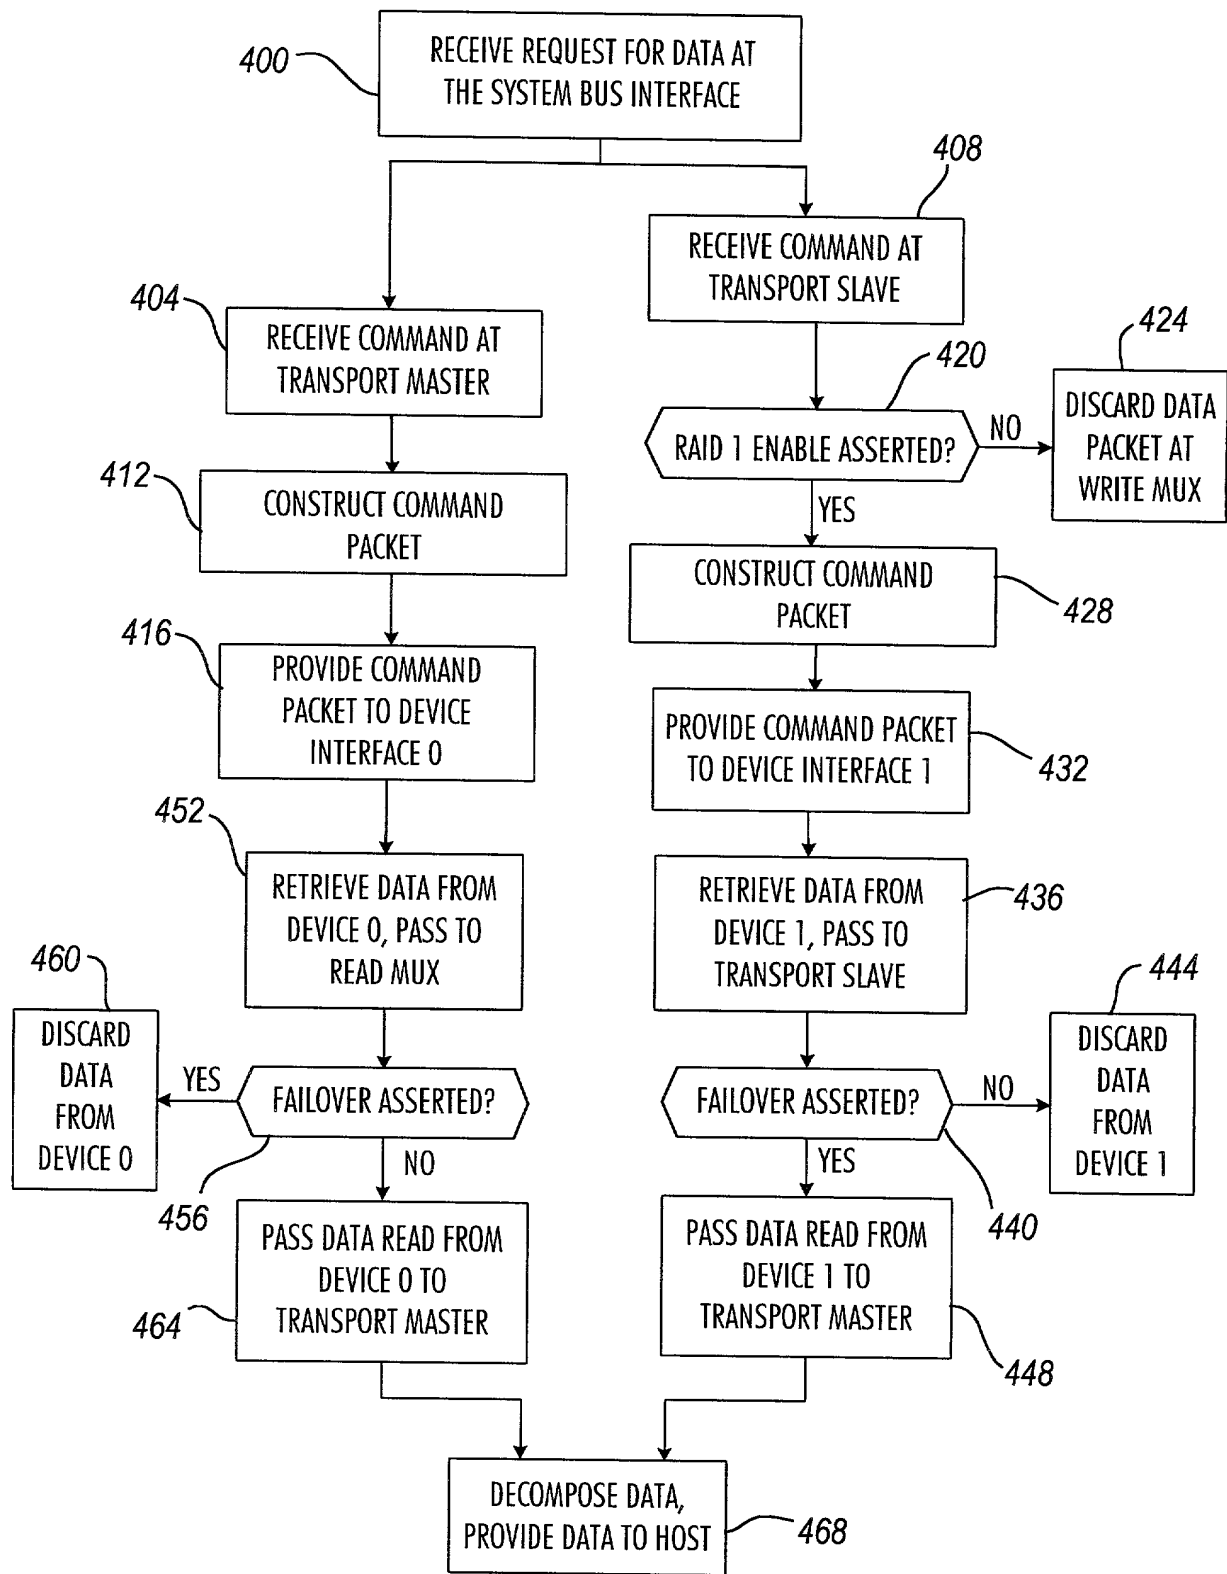 400
RECEIVE REQUEST FOR DATA AT
THE SYSTEM BUS INTERFACE
408
RECEIVE COMMAND AT
TRANSPORT SLAVE
404
RECEIVE COMMAND AT
TRANSPORT MASTER
420
RAID 1 ENABLE ASSERTED?
NO
YES
424
DISCARD DATA
PACKET AT
WRITE MUX
412
CONSTRUCT COMMAND
PACKET
CONSTRUCT COMMAND
PACKET
428
416
PROVIDE COMMAND
PACKET TO DEVICE
INTERFACE 0
PROVIDE COMMAND PACKET
TO DEVICE INTERFACE 1
432
452
RETRIEVE DATA FROM
DEVICE 0, PASS TO
READ MUX
RETRIEVE DATA FROM
DEVICE 1, PASS TO
TRANSPORT SLAVE
436
460
DISCARD
DATA
FROM
DEVICE 0
YES
FAILOVER ASSERTED?
NO
456
FAILOVER ASSERTED?
NO
YES
440
444
DISCARD
DATA
FROM
DEVICE 1
PASS DATA READ FROM
DEVICE 0 TO
TRANSPORT MASTER
464
PASS DATA READ FROM
DEVICE 1 TO
TRANSPORT MASTER
448
DECOMPOSE DATA,
PROVIDE DATA TO HOST
468